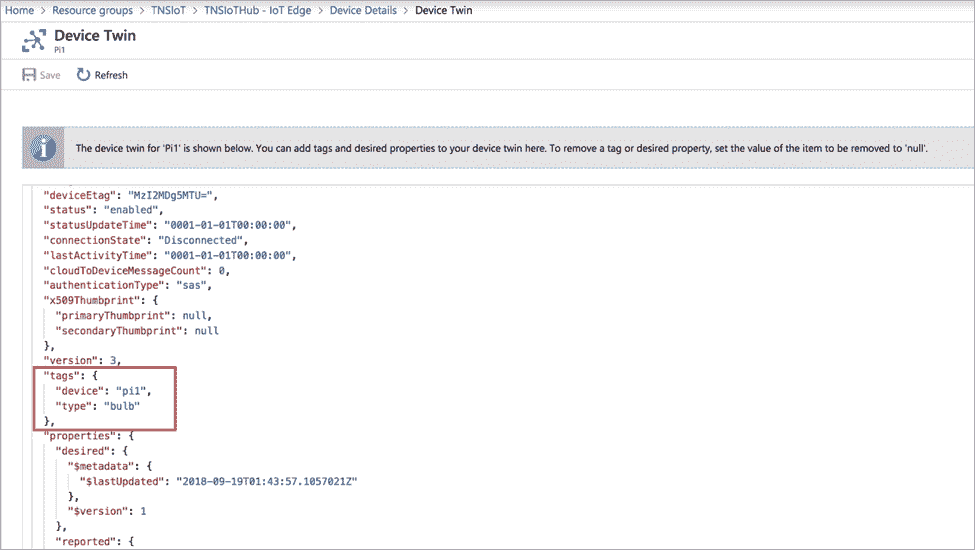 Home > Resource groups > TNSIoT > TNSIoTHub - IoT Edge > Device Details > Device Twin
Device Twin
Pi1
Save Refresh
The device twin for 'Pi1' is shown below. You can add tags and desired properties to your device twin here. To remove a tag or desired property, set the value of the item to be removed to 'null'.
"deviceEtag": "MzI2MDg5MTU=",
"status": "enabled",
"statusUpdateTime": "0001-01-01T00:00:00",
"connectionState": "Disconnected",
"lastActivityTime": "0001-01-01T00:00:00",
"cloudToDeviceMessageCount": 0,
"authenticationType": "sas",
"x509Thumbprint": {
"primaryThumbprint": null,
"secondaryThumbprint": null
},
"version": 3,
"tags": {
"device": "pi1",
"type": "bulb"
},
"properties": {
"desired": {
"$metadata": {
"$lastUpdated": "2018-09-19T01:43:57.1057021Z"
},
"$version": 1
},
"reported": {